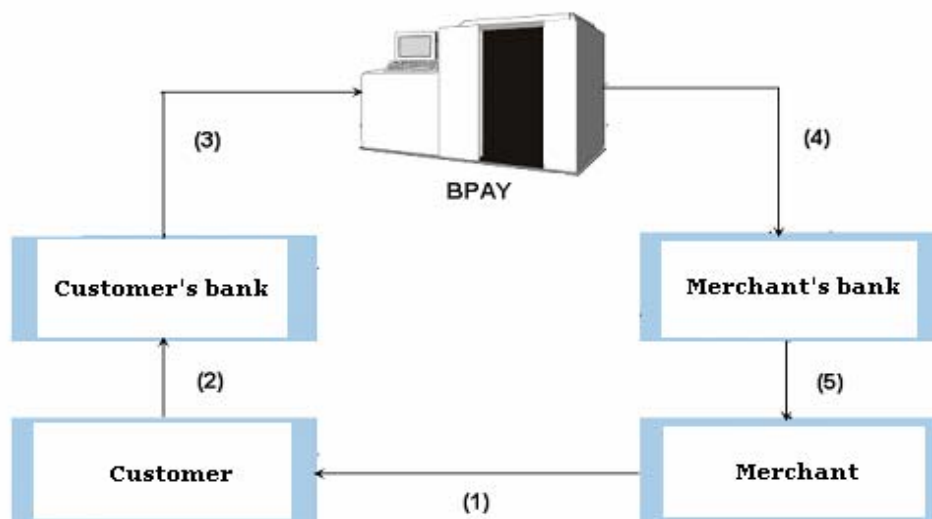 (3)
(4)
BPAY
Customer's bank
Merchant's bank
(2)
(5)
Customer
Merchant
(1)